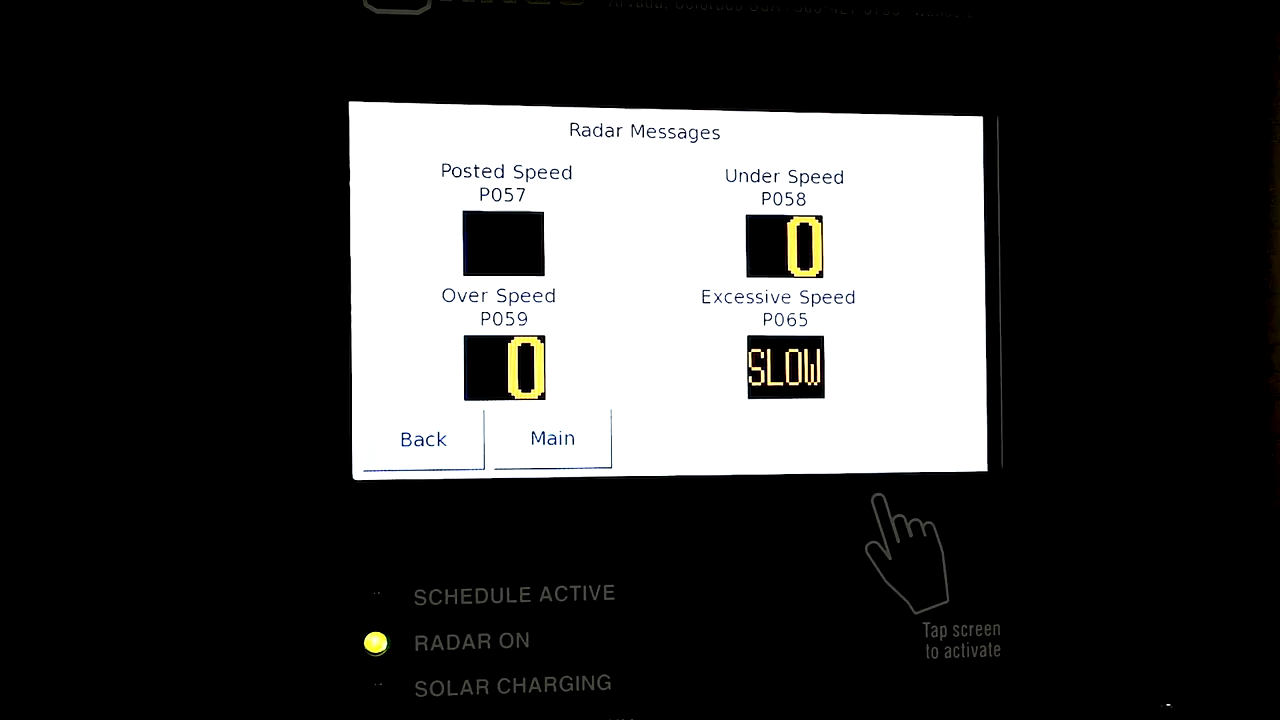 Radar Messages
Posted Speed
P057
Under Speed
P058
0
Over Speed
P059
0
Excessive Speed
P065
SLOW
Back
Main
SCHEDULE ACTIVE
RADAR ON
SOLAR CHARGING
Tap screen
to activate